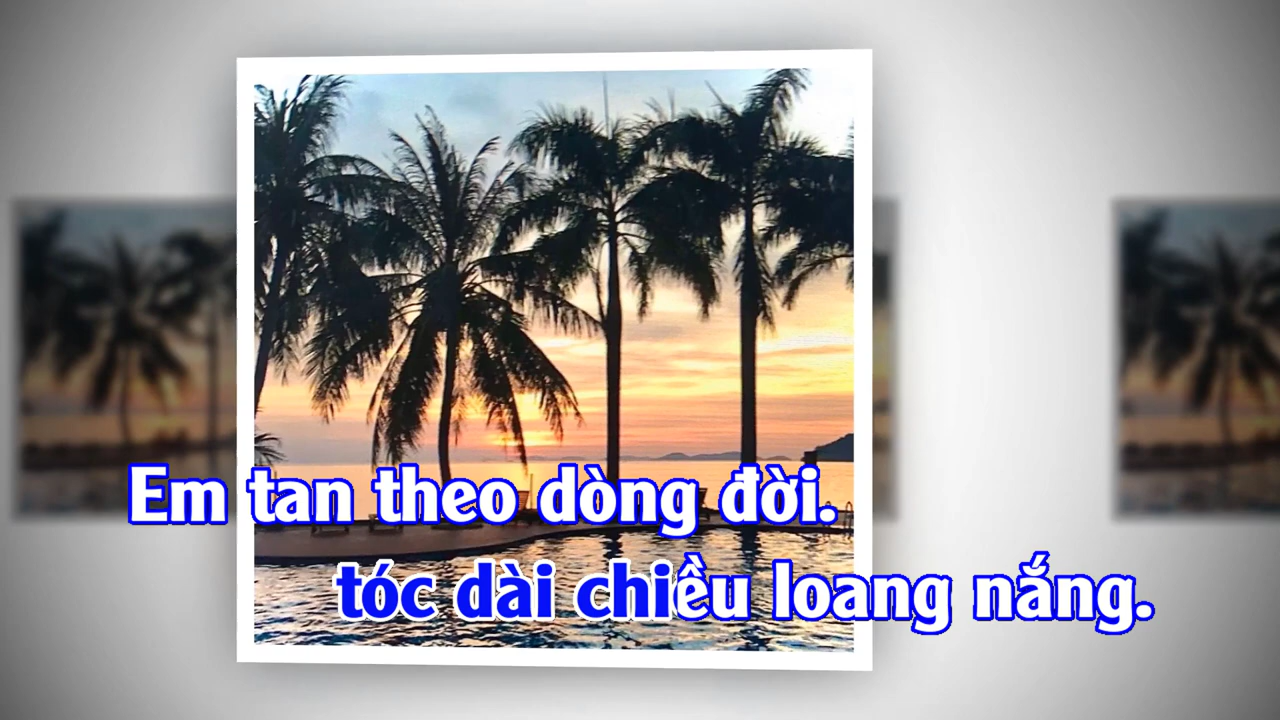 Em tan theo dòng đời.
tóc dài chiều loang nắng.